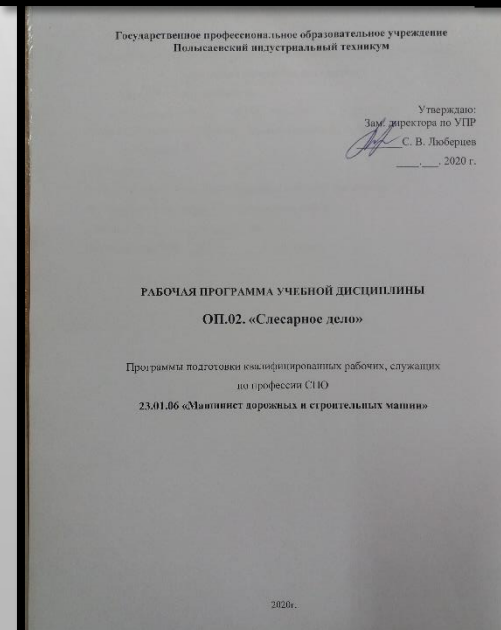 Государственное профессиональное образовательное учреждение
Полысаевский индустриальный техникум
Утверждаю:
Зам. директора по УПР
______С. В. Люберцев
____.___. 2020 г.
РАБОЧАЯ ПРОГРАММА УЧЕБНОЙ ДИСЦИПЛИНЫ
ОП.02. «Слесарное дело»
Программы подготовки квалифицированных рабочих, служащих
по профессии СПО
23.01.06 «Машинист дорожных и строительных машин»
2020г.